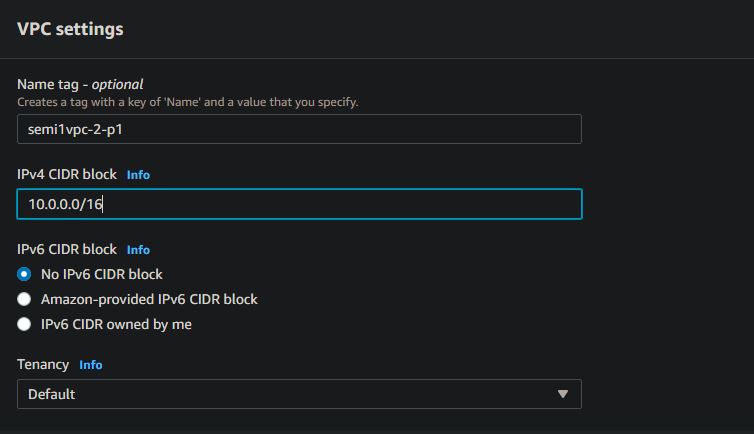 VPC settings
Name tag - optional
Creates a tag with a key of 'Name' and a value that you specify.
semi1vpc-2-p1
IPv4 CIDR block Info
10.0.0.0/16
IPv6 CIDR block Info
No IPv6 CIDR block
Amazon-provided IPv6 CIDR block
IPv6 CIDR owned by me
Tenancy Info
Default